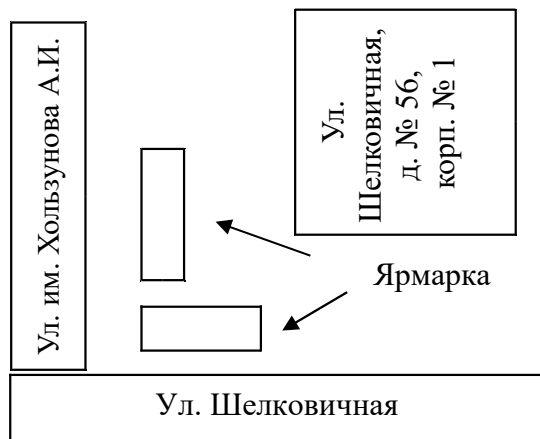 Ул. им. Хользунова А.И.
Ул.
Шелковичная,
д. № 56,
корп. № 1
Ярмарка
Ул. Шелковичная